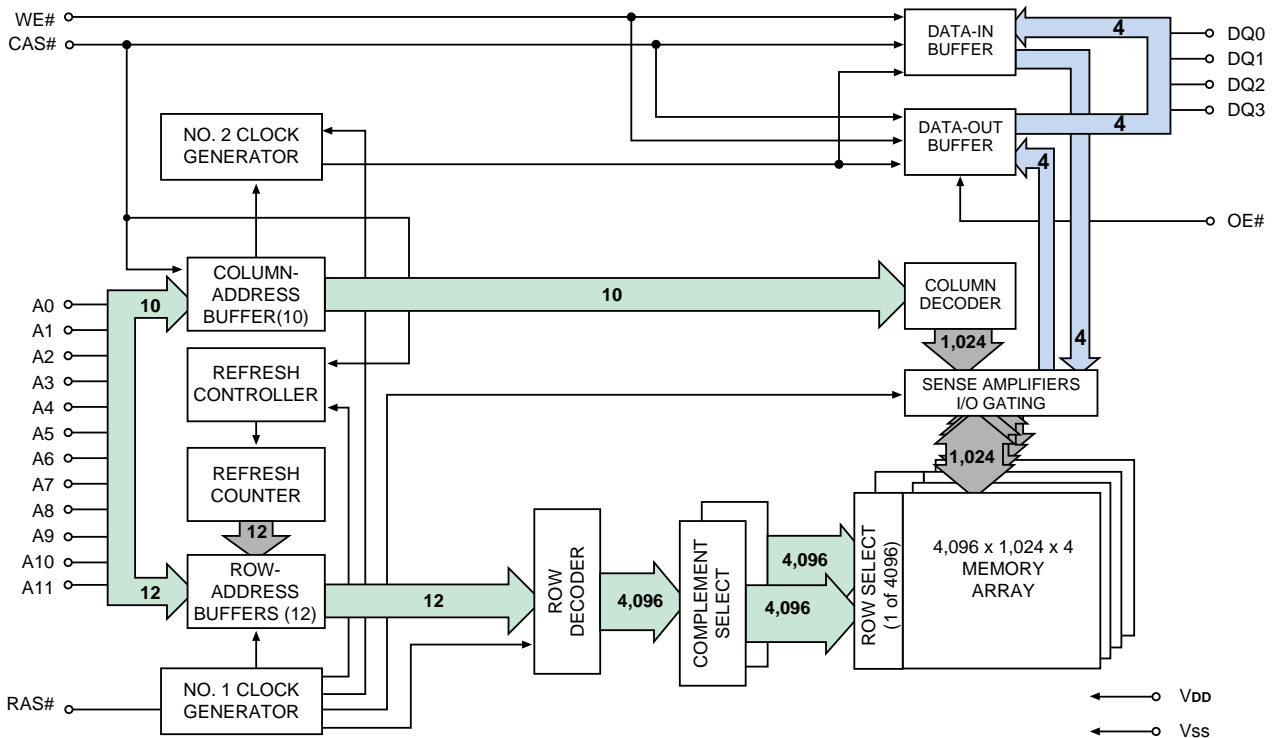 WE#
CAS#
DATA-IN
BUFFER
4
DQ0
DQ1
DQ2
DQ3
NO. 2 CLOCK
GENERATOR
DATA-OUT
BUFFER
4
4
OE#
COLUMN-
ADDRESS
BUFFER(10)
10
10
COLUMN
DECODER
1,024
4
A0
A1
A2
A3
A4
A5
A6
A7
A8
A9
A10
A11
REFRESH
CONTROLLER
SENSE AMPLIFIERS
I/O GATING
1,024
REFRESH
COUNTER
12
12
ROW-
ADDRESS
BUFFERS (12)
12
ROW
DECODER
4,096
COMPLEMENT
SELECT
4,096
4,096
ROW SELECT
(1 of 4096)
4,096 x 1,024 x 4
MEMORY
ARRAY
RAS#
NO. 1 CLOCK
GENERATOR
VDD
Vss